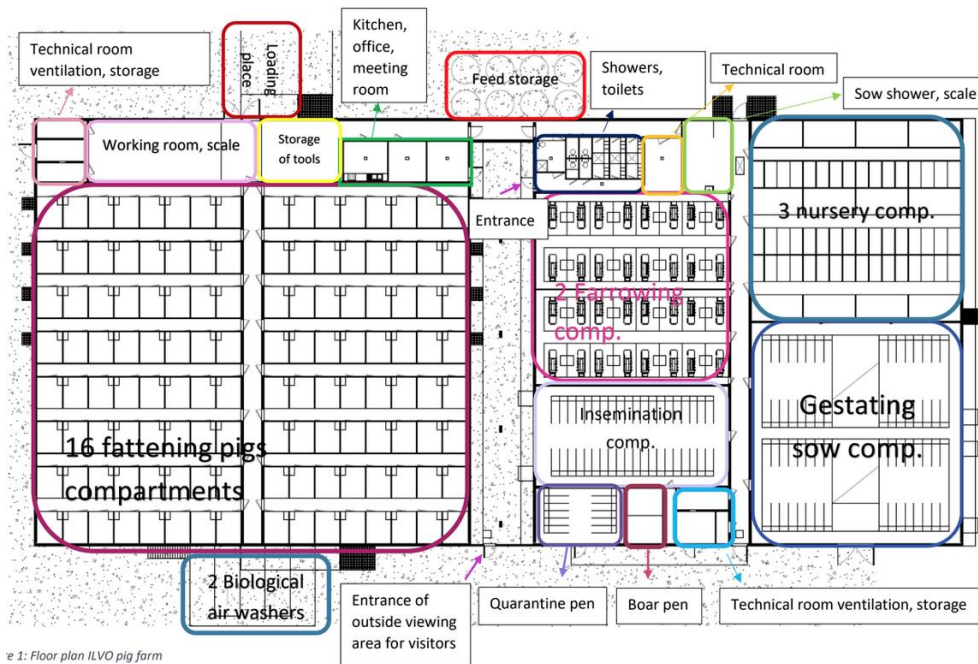 Technical room
ventilation, storage
Loading
place
Kitchen,
office,
meeting
room
Feed storage
Showers,
toilets
Technical room
Sow shower, scale
Working room, scale
Storage
of tools
Entrance
3 nursery comp.
2 Farrowing
comp.
16 fattening pigs
compartments
Insemination
comp.
Gestating
sow comp.
2 Biological
air washers
Entrance of
outside viewing
area for visitors
Quarantine pen
Boar pen
Technical room ventilation, storage
1: Floor plan ILVO pig farm